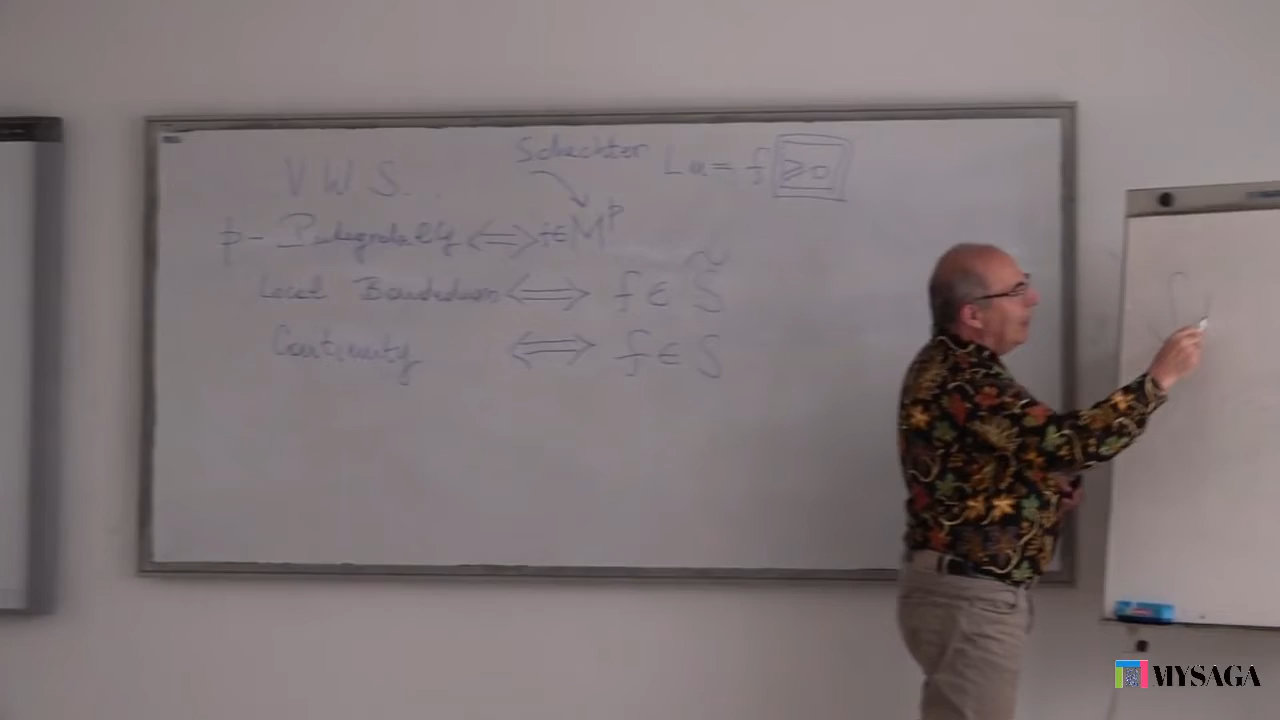 Schechter Lu = f ≥0
V W S.
p - Integrability ⟺ f ∈ M^p
Local Boundedness ⟺ f ∈ S̃
Continuity ⟺ f ∈ S
MYSAGA